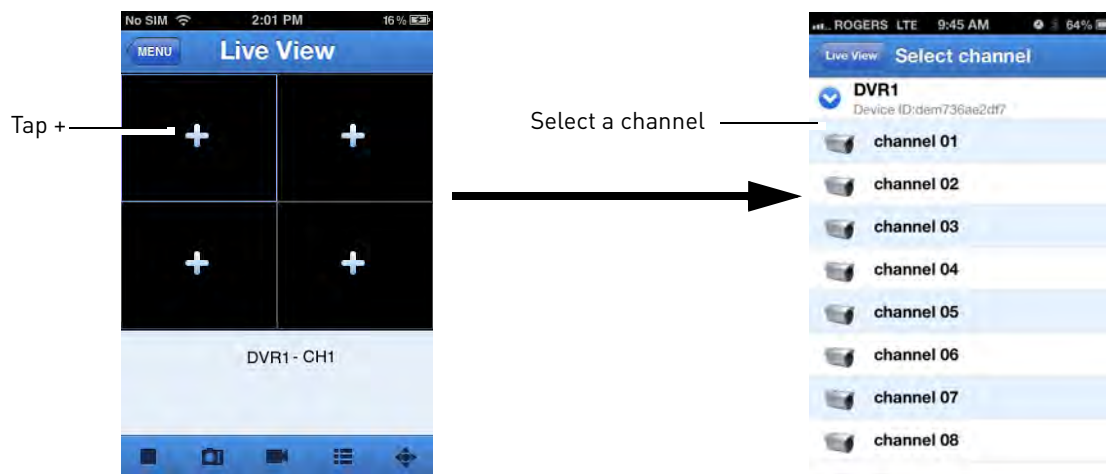 No SIM 2:01 PM 16%
MENU Live View
Tap +
DVR1 - CH1
Select a channel
ROGERS LTE 9:45 AM 64%
Live View Select channel
DVR1
Device ID:dem736ae2df7
channel 01
channel 02
channel 03
channel 04
channel 05
channel 06
channel 07
channel 08